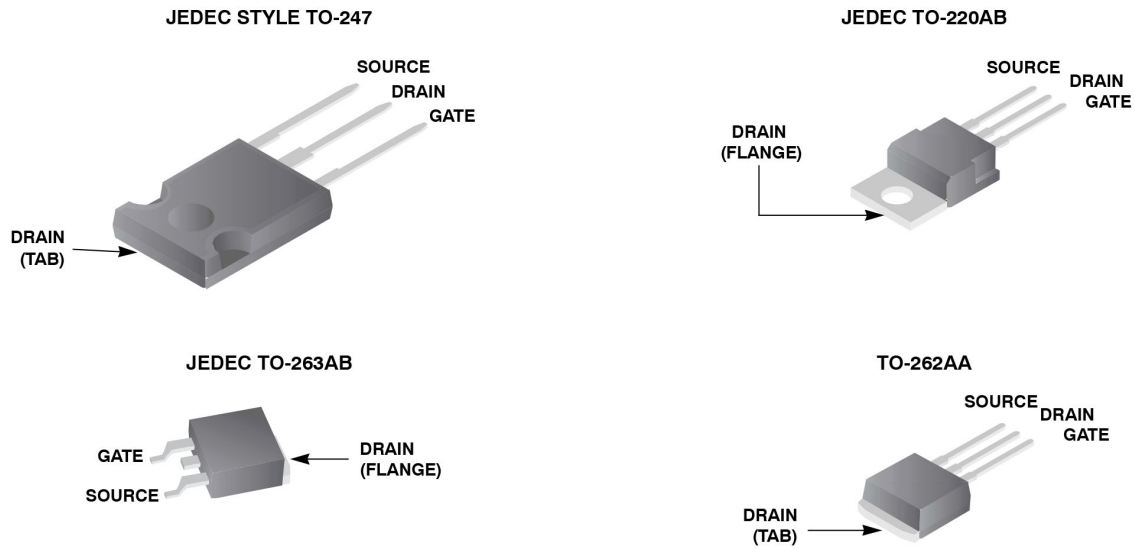 JEDEC STYLE TO-247
SOURCE
DRAIN
GATE
DRAIN
(TAB)
JEDEC TO-220AB
SOURCE
DRAIN
GATE
DRAIN
(FLANGE)
JEDEC TO-263AB
GATE
SOURCE
DRAIN
(FLANGE)
TO-262AA
SOURCE
DRAIN
GATE
DRAIN
(TAB)